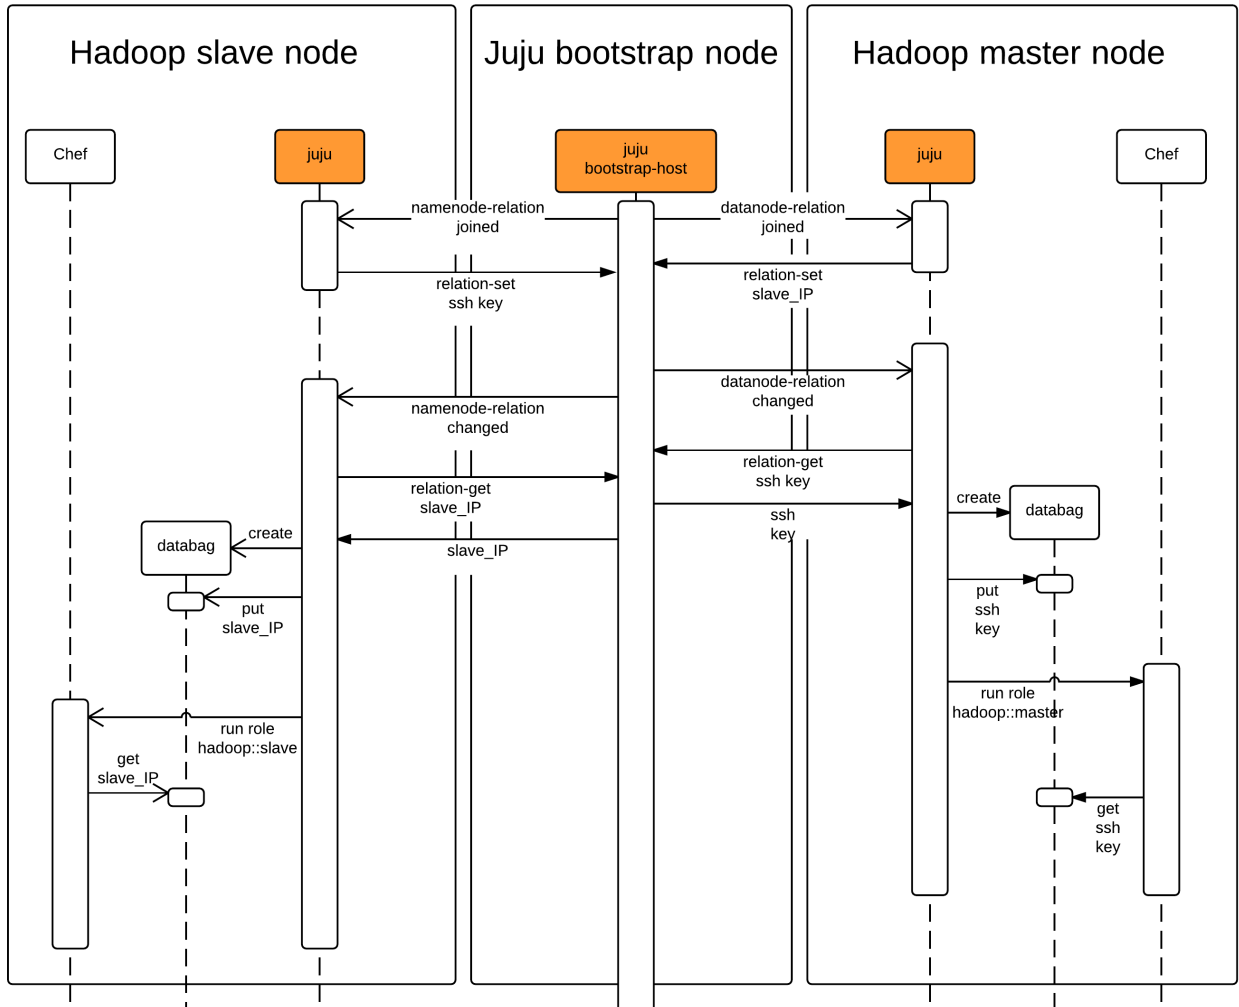 Hadoop slave node
Juju bootstrap node
Hadoop master node
Chef
juju
juju
bootstrap-host
juju
Chef
namenode-relation
joined
datanode-relation
joined
relation-set
ssh key
relation-set
slave_IP
datanode-relation
changed
namenode-relation
changed
relation-get
ssh key
relation-get
slave_IP
ssh
key
create
databag
create
databag
slave_IP
put
slave_IP
put
ssh
key
run role
hadoop::master
run role
hadoop::slave
get
slave_IP
get
ssh
key